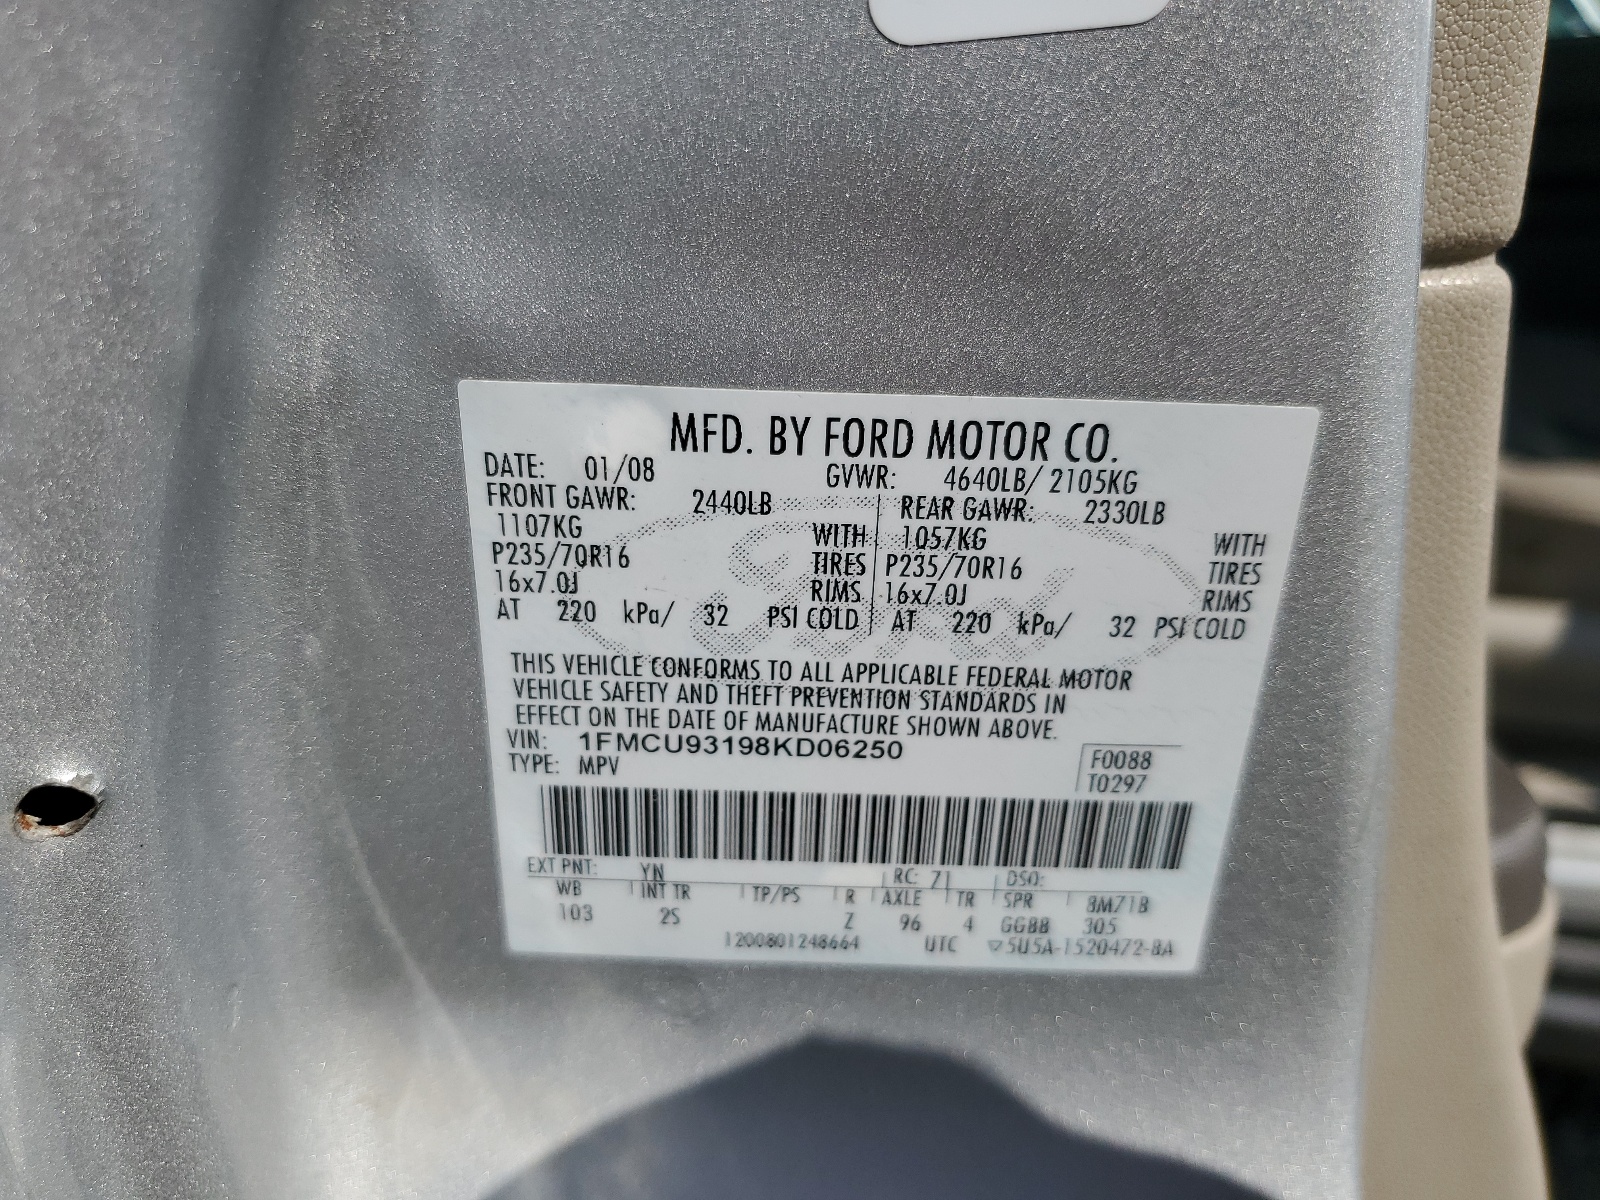 MFD. BY FORD MOTOR CO.
DATE: 01/08 GVWR: 4640LB/ 2105KG
FRONT GAWR: 2440LB REAR GAWR: 2330LB
1107KG WITH 1057KG WITH
P235/70R16 TIRES P235/70R16 TIRES
16x7.0J RIMS 16x7.0J RIMS
AT 220 kPa/ 32 PSI COLD AT 220 kPa/ 32 PSI COLD
THIS VEHICLE CONFORMS TO ALL APPLICABLE FEDERAL MOTOR
VEHICLE SAFETY AND THEFT PREVENTION STANDARDS IN
EFFECT ON THE DATE OF MANUFACTURE SHOWN ABOVE.
VIN: 1FMCU93198KD06250
TYPE: MPV
F0088
T0297
EXT PNT: YN RC: 71 DSO:
WB INT TR TP/PS R AXLE TR SPR 8M71B
103 2S Z 96 4 GGBB 305
1200801248664 UTC 5U5A-1520472-BA